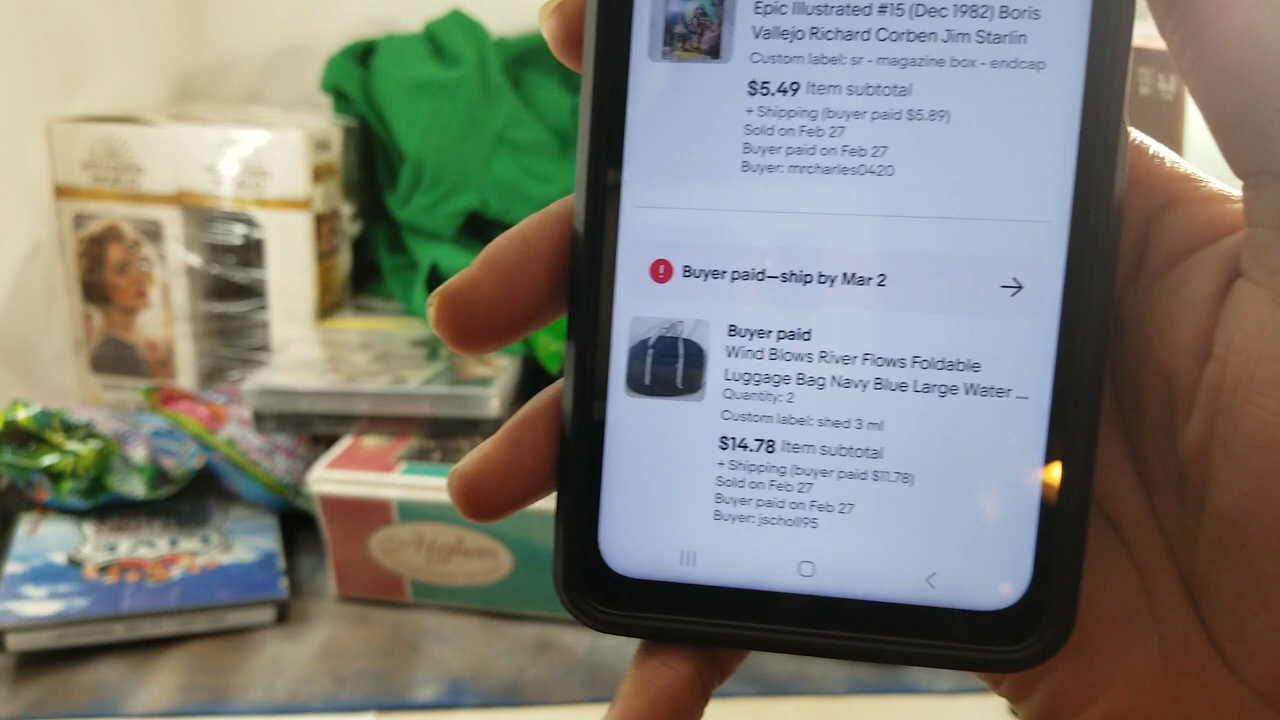 Epic Illustrated #15 (Dec 1982) Boris
Vallejo Richard Corben Jim Starlin
Custom label: sr - magazine box - endcap
$5.49 Item subtotal
+ Shipping (buyer paid $5.89)
Sold on Feb 27
Buyer paid on Feb 27
Buyer: mrcharles0420
Buyer paid—ship by Mar 2
Buyer paid
Wind Blows River Flows Foldable
Luggage Bag Navy Blue Large Water ...
Quantity: 2
Custom label: shed 3 ml
$14.78 Item subtotal
+ Shipping (buyer paid $11.78)
Sold on Feb 27
Buyer paid on Feb 27
Buyer: jscholl95